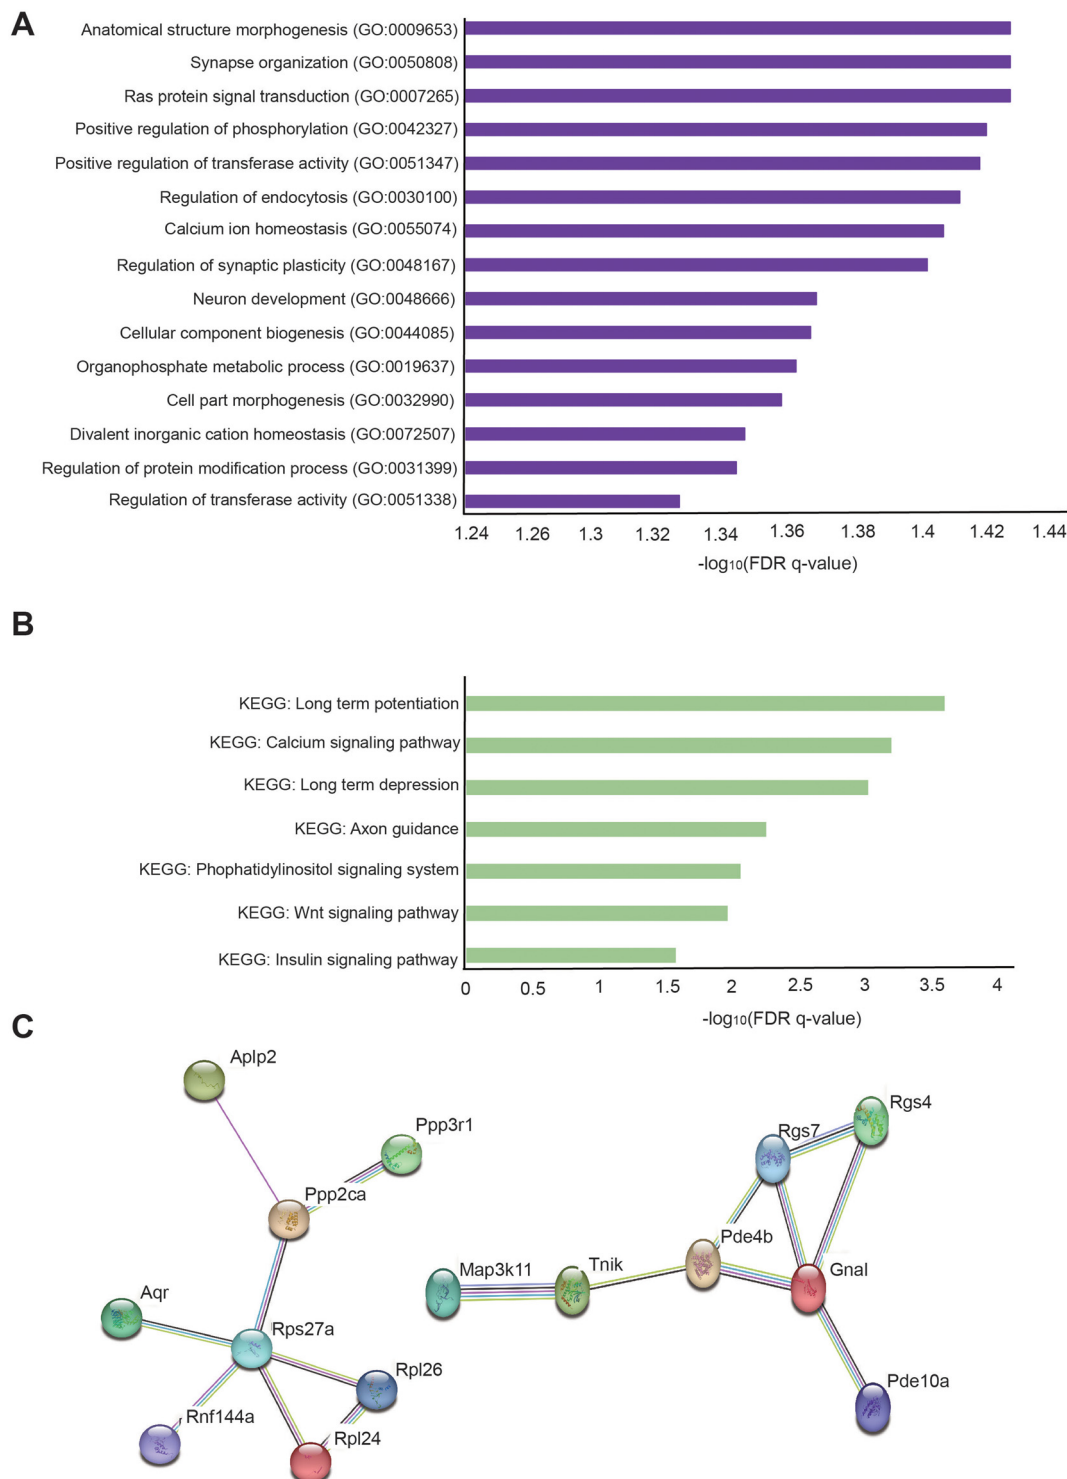 A
Anatomical structure morphogenesis (GO:0009653)
Synapse organization (GO:0050808)
Ras protein signal transduction (GO:0007265)
Positive regulation of phosphorylation (GO:0042327)
Positive regulation of transferase activity (GO:0051347)
Regulation of endocytosis (GO:0030100)
Calcium ion homeostasis (GO:0055074)
Regulation of synaptic plasticity (GO:0048167)
Neuron development (GO:0048666)
Cellular component biogenesis (GO:0044085)
Organophosphate metabolic process (GO:0019637)
Cell part morphogenesis (GO:0032990)
Divalent inorganic cation homeostasis (GO:0072507)
Regulation of protein modification process (GO:0031399)
Regulation of transferase activity (GO:0051338)
1.24 1.26 1.3 1.32 1.34 1.36 1.38 1.4 1.42 1.44
-log₁₀(FDR q-value)
B
KEGG: Long term potentiation
KEGG: Calcium signaling pathway
KEGG: Long term depression
KEGG: Axon guidance
KEGG: Phophatidylinositol signaling system
KEGG: Wnt signaling pathway
KEGG: Insulin signaling pathway
0 0.5 1 1.5 2 2.5 3 3.5 4
-log₁₀(FDR q-value)
C
Aplp2
Ppp3r1
Ppp2ca
Aqr
Rps27a
Rpl26
Rnf144a
Rpl24
Rgs4
Rgs7
Pde4b
Gnal
Tnik
Map3k11
Pde10a